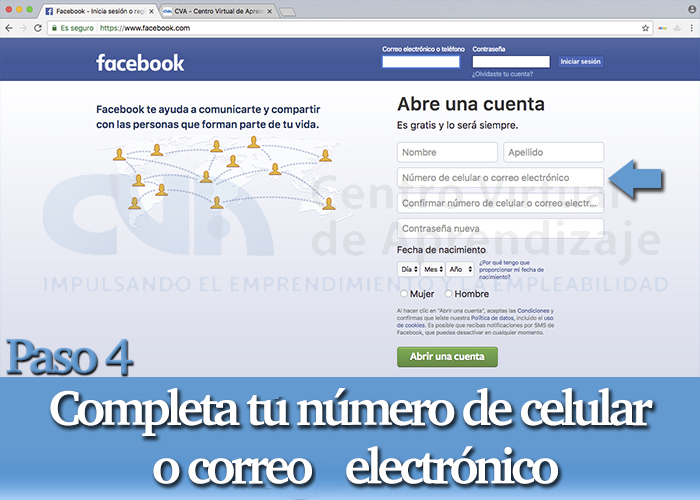 Facebook - Inicia sesión o regi
CVA - Centro Virtual de Apren
Es seguro
https://www.facebook.com
facebook
Correo electrónico o teléfono
Contraseña
Iniciar sesión
¿Olvidaste tu cuenta?
Facebook te ayuda a comunicarte y compartir
con las personas que forman parte de tu vida.
Abre una cuenta
Es gratis y lo será siempre.
Nombre
Apellido
Número de celular o correo electrónico
Confirmar número de celular o correo electr...
Contraseña nueva
Fecha de nacimiento
Día
Mes
Año
¿Por qué tengo que
proporcionar mi fecha de
nacimiento?
Mujer
Hombre
Al hacer clic en "Abrir una cuenta", aceptas las Condiciones y
confirmas que leíste nuestra Política de datos, incluido el uso
de cookies. Es posible que recibas notificaciones por SMS de
Facebook, que puedes desactivar en cualquier momento.
Abrir una cuenta
CVA
Centro Virtual
de Aprendizaje
IMPULSANDO EL EMPRENDIMIENTO Y LA EMPLEABILIDAD
Paso 4
Completa tu número de celular
o correo electrónico